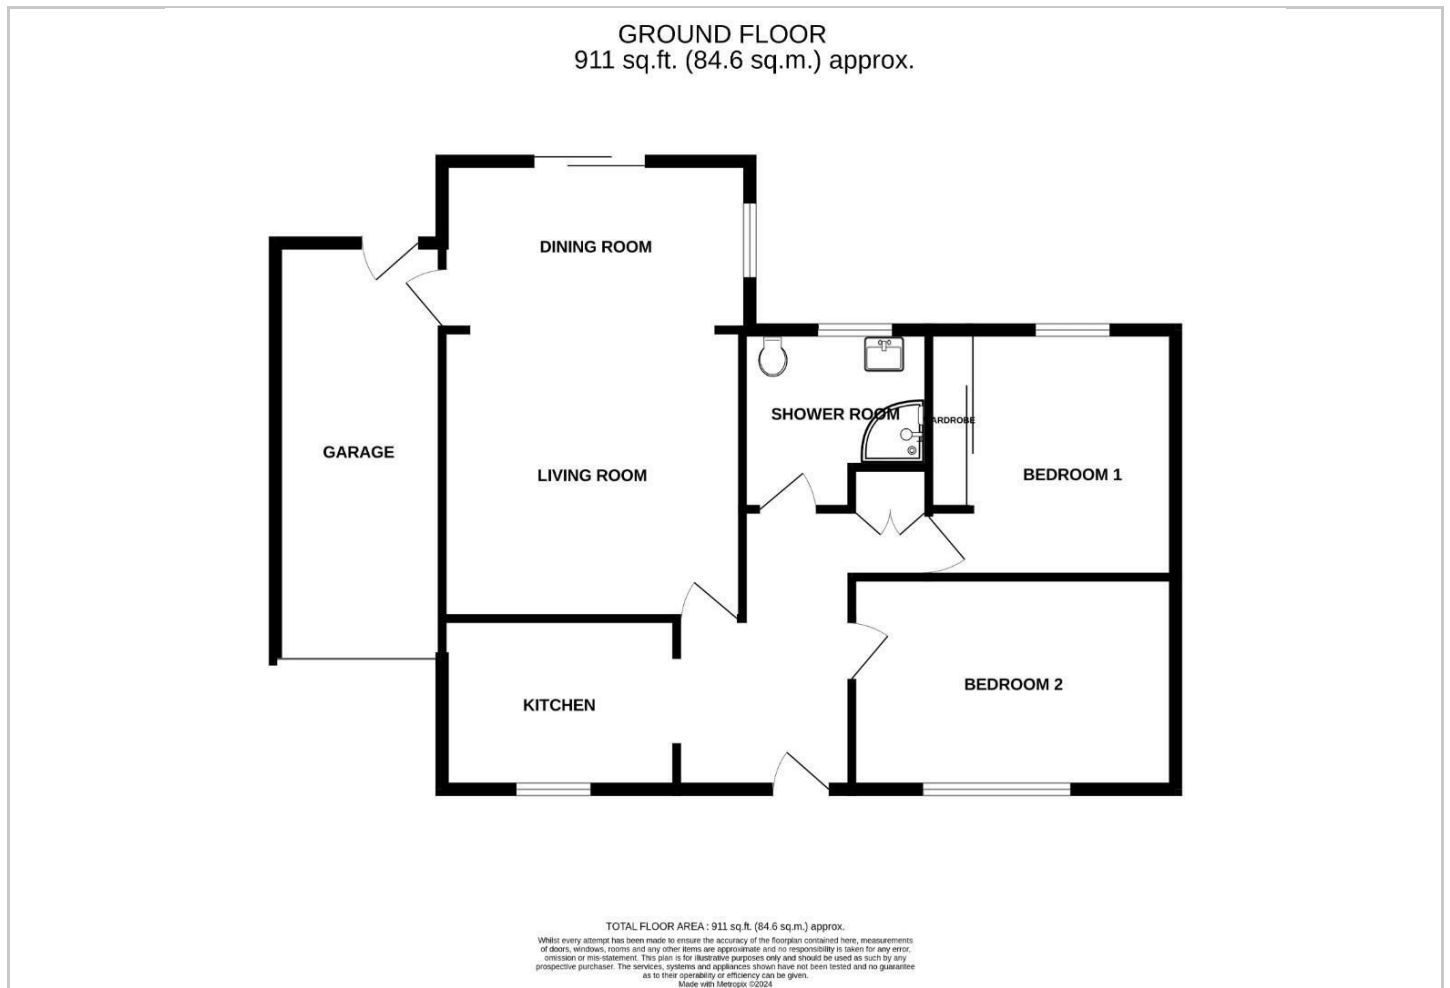 GROUND FLOOR
911 sq.ft. (84.6 sq.m.) approx.
DINING ROOM
SHOWER ROOM
ARDROBE
GARAGE
LIVING ROOM
BEDROOM 1
BEDROOM 2
KITCHEN
TOTAL FLOOR AREA : 911 sq.ft. (84.6 sq.m.) approx.
Whilst every attempt has been made to ensure the accuracy of the floorplan contained here, measurements
of doors, windows, rooms and any other items are approximate and no responsibility is taken for any error,
omission or mis-statement. This plan is for illustrative purposes only and should be used as such by any
prospective purchaser. The services, systems and appliances shown have not been tested and no guarantee
as to their operability or efficiency can be given.
Made with Metropix ©2024